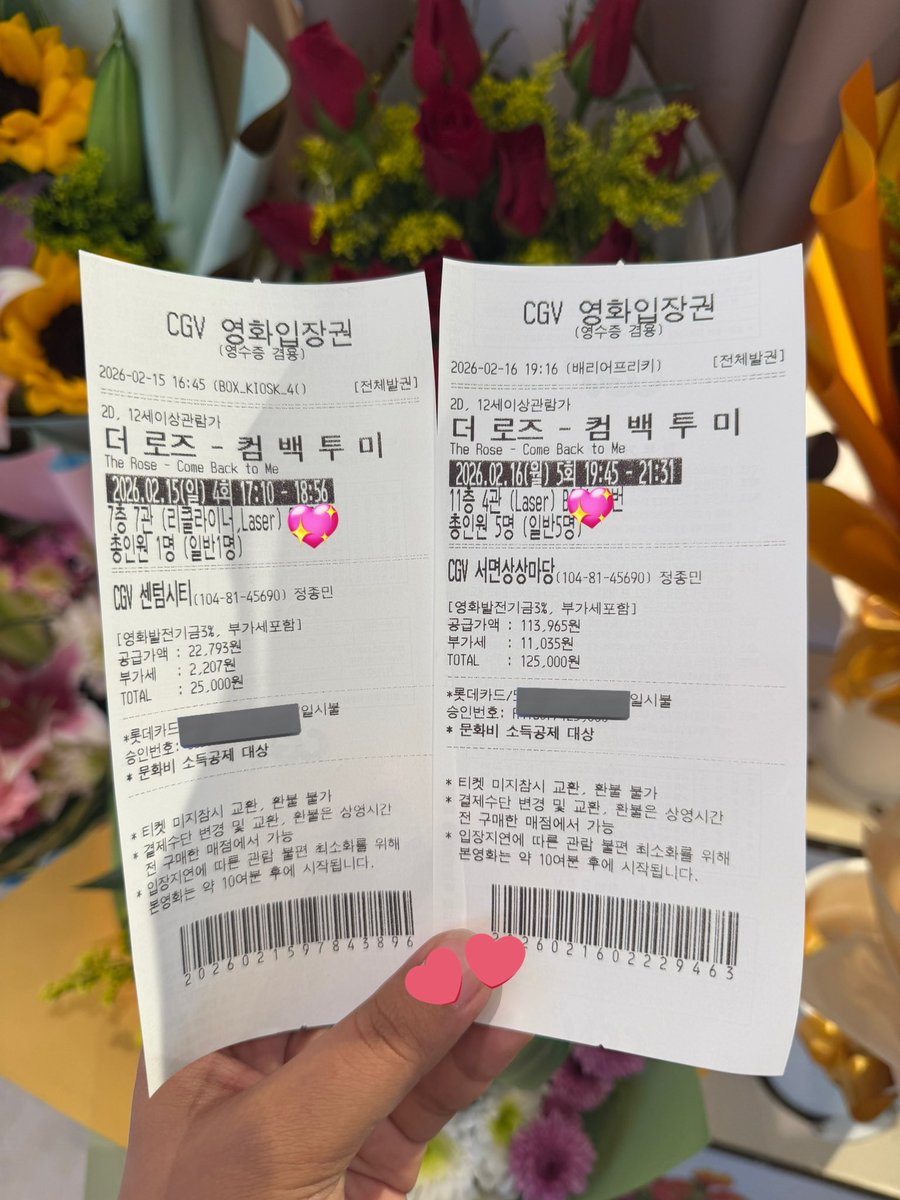 CGV 영화입장권
(영수증 겸용)
2026-02-15 16:45 (BOX_KIOSK_4()
[전체발권]
2D, 12세이상관람가
더 로즈 - 컴 백 투 미
The Rose - Come Back to Me
2026.02.15(일) 4회 17:10 - 18:56
7층 7관 (리클라이너,Laser)
총인원 1명 (일반1명)
CGV 센텀시티(104-81-45690) 정종민
[영화발전기금3%, 부가세포함]
공급가액 : 22,793원
부가세 : 2,207원
TOTAL : 25,000원
*롯데카드 일시불
승인번호:
* 문화비 소득공제 대상
* 티켓 미지참시 교환, 환불 불가
* 결제수단 변경 및 교환, 환불은 상영시간
전 구매한 매점에서 가능
* 입장지연에 따른 관람 불편 최소화를 위해
본영화는 약 10여분 후에 시작됩니다.
2026021597843896
CGV 영화입장권
(영수증 겸용)
2026-02-16 19:16 (배리어프리키)
[전체발권]
2D, 12세이상관람가
더 로즈 - 컴 백 투 미
The Rose - Come Back to Me
2026.02.16(월) 5회 19:45 - 21:31
11층 4관 (Laser)
총인원 5명 (일반5명)
CGV 서면상상마당(104-81-45690) 정종민
[영화발전기금3%, 부가세포함]
공급가액 : 113,965원
부가세 : 11,035원
TOTAL : 125,000원
*롯데카드/ 일시불
승인번호:
* 문화비 소득공제 대상
* 티켓 미지참시 교환, 환불 불가
* 결제수단 변경 및 교환, 환불은 상영시간
전 구매한 매점에서 가능
* 입장지연에 따른 관람 불편 최소화를 위해
본영화는 약 10여분 후에 시작됩니다.
26021602229463